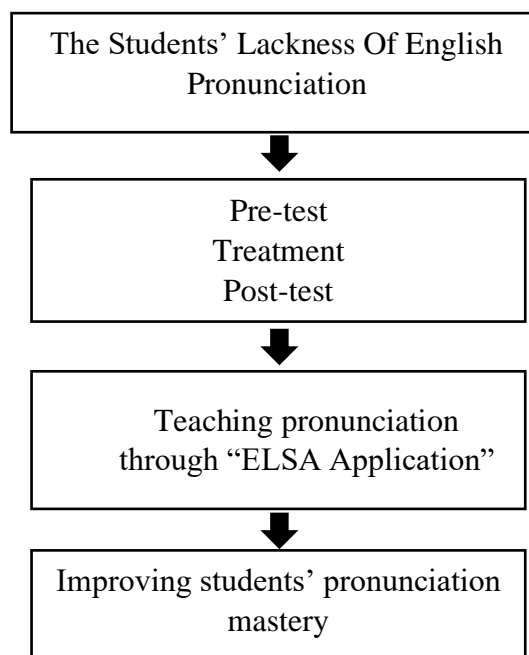 The Students’ Lackness Of English
Pronunciation
Pre-test
Treatment
Post-test
Teaching pronunciation
through “ELSA Application”
Improving students’ pronunciation
mastery